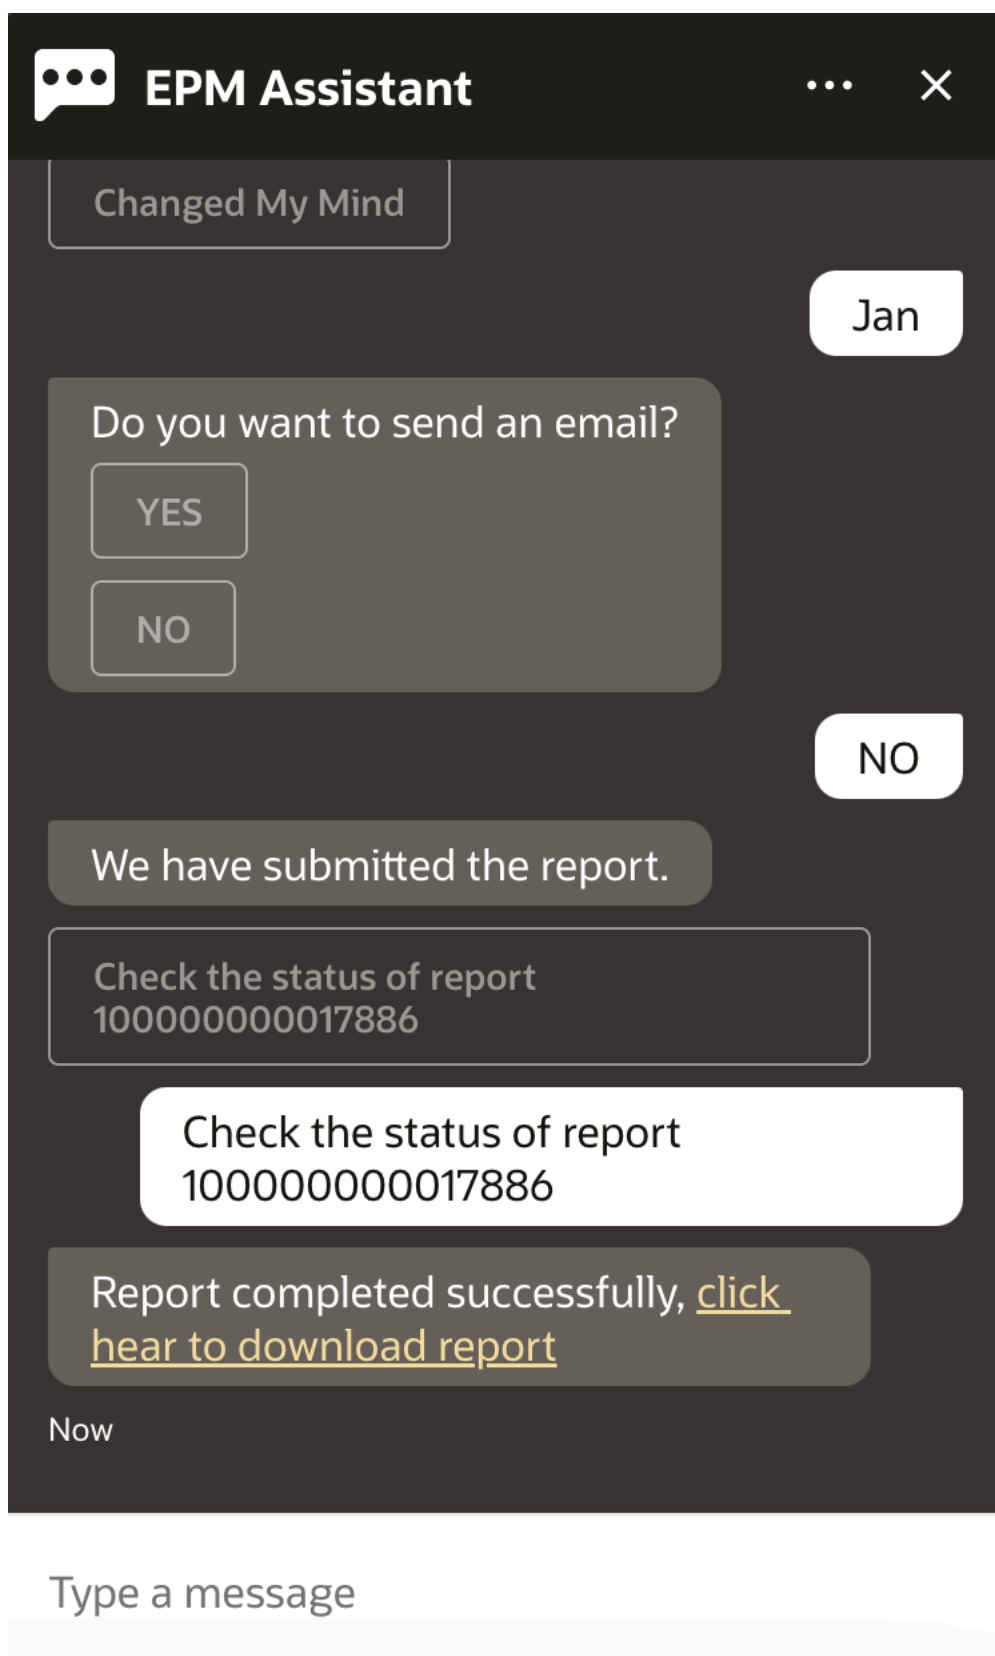 EPM Assistant
Changed My Mind
Jan
Do you want to send an email?
YES
NO
NO
We have submitted the report.
Check the status of report
100000000017886
Check the status of report
100000000017886
Report completed successfully, click
hear to download report
Now
Type a message